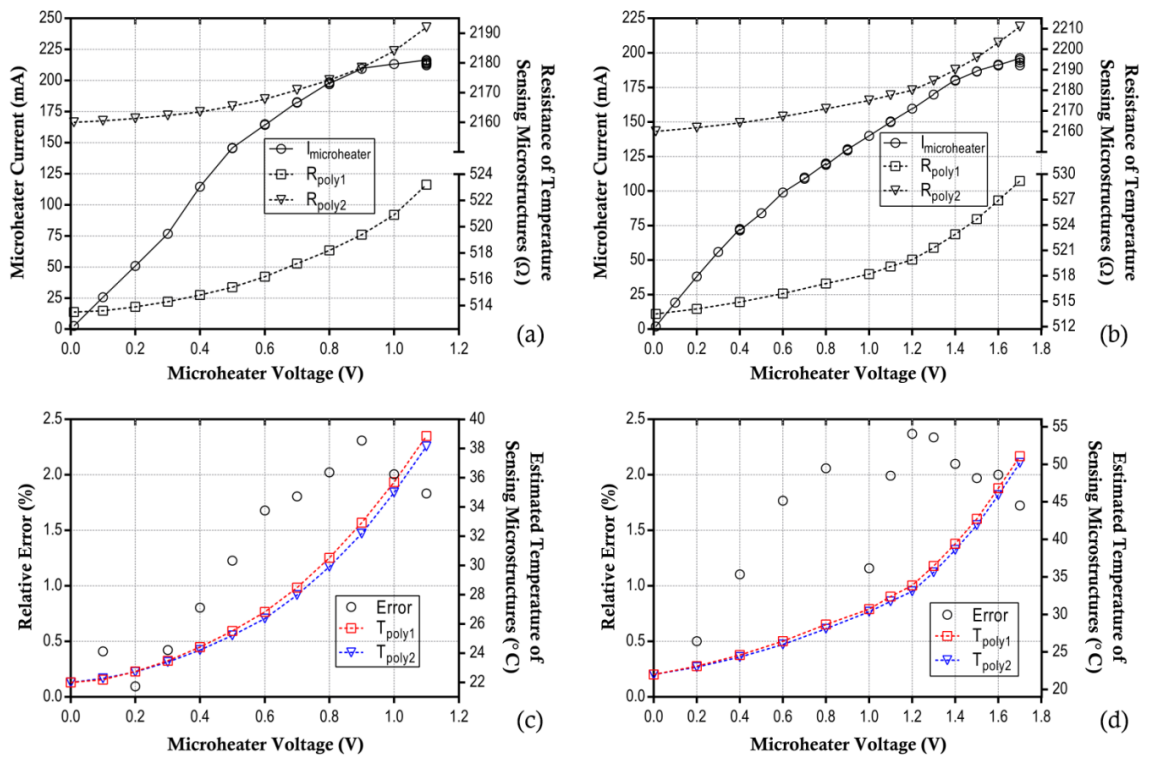 250
225
200
175
150
125
100
75
50
25
0
Microheater Current (mA)
2190
2180
2170
2160
524
522
520
518
516
514
Resistance of Temperature
Sensing Microstructures (Ω)
I microheater
R poly1
R poly2
0.0 0.2 0.4 0.6 0.8 1.0 1.2
Microheater Voltage (V)
(a)
225
200
175
150
125
100
75
50
25
0
Microheater Current (mA)
2210
2200
2190
2180
2170
2160
530
527
524
521
518
515
512
Resistance of Temperature
Sensing Microstructures (Ω)
I microheater
R poly1
R poly2
0.0 0.2 0.4 0.6 0.8 1.0 1.2 1.4 1.6 1.8
Microheater Voltage (V)
(b)
2.5
2.0
1.5
1.0
0.5
0.0
Relative Error (%)
40
38
36
34
32
30
28
26
24
22
Estimated Temperature of
Sensing Microstructures (° C)
Error
T poly1
T poly2
0.0 0.2 0.4 0.6 0.8 1.0 1.2
Microheater Voltage (V)
(c)
2.5
2.0
1.5
1.0
0.5
0.0
Relative Error (%)
55
50
45
40
35
30
25
20
Estimated Temperature of
Sensing Microstructures (° C)
Error
T poly1
T poly2
0.0 0.2 0.4 0.6 0.8 1.0 1.2 1.4 1.6 1.8
Microheater Voltage (V)
(d)